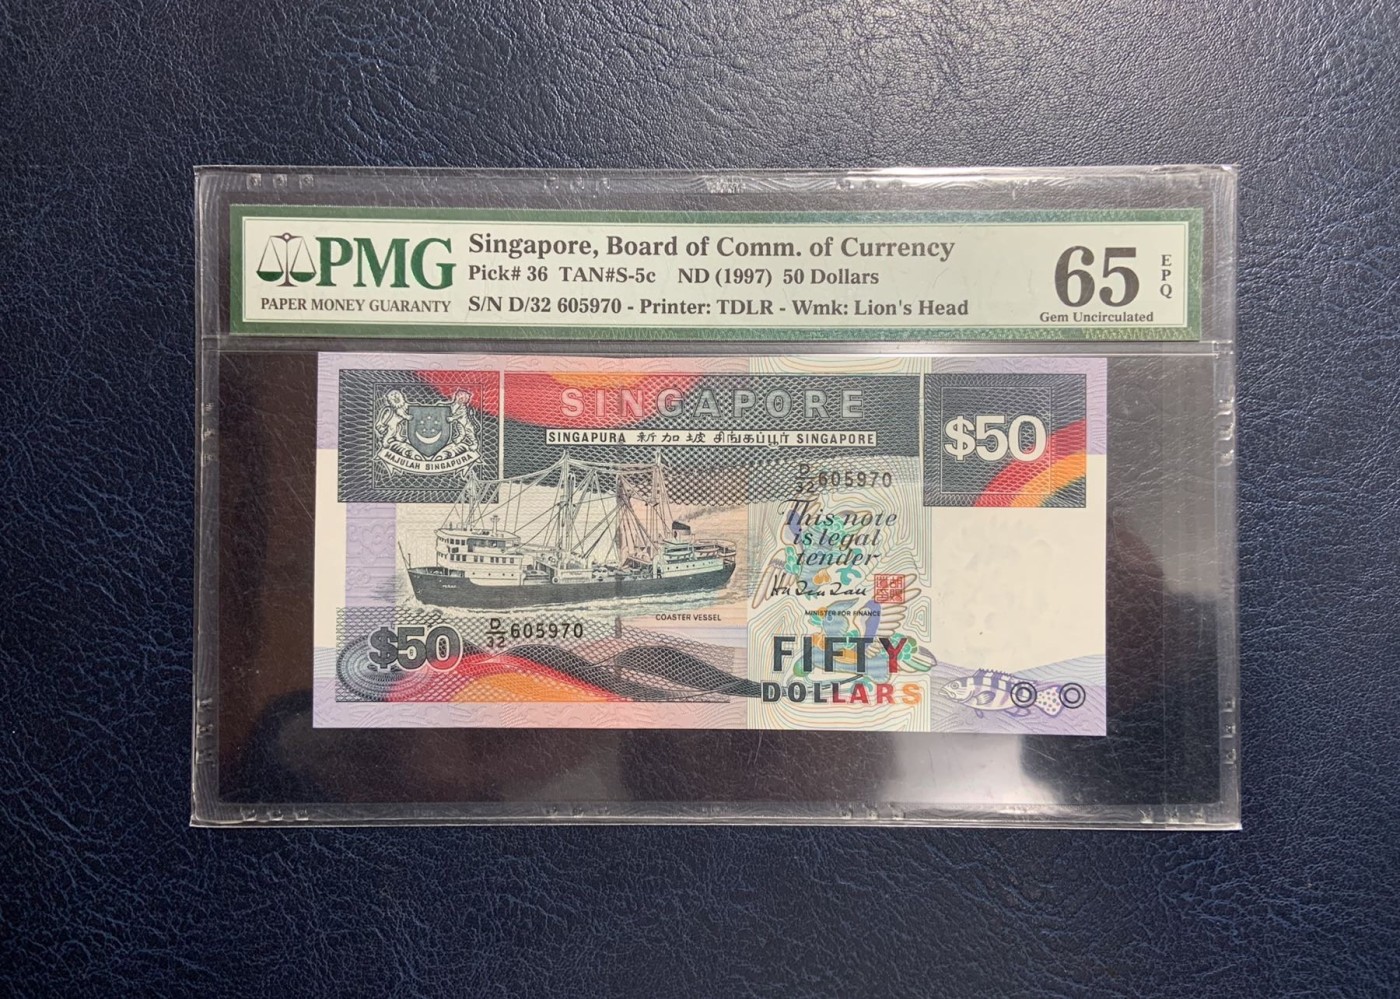 PMG
PAPER MONEY GUARANTY
Singapore, Board of Comm. of Currency
Pick# 36 TAN#S-5c ND (1997) 50 Dollars
S/N D/32 605970 - Printer: TDLR - Wmk: Lion's Head
65
EPQ
Gem Uncirculated
SINGAPORE
SINGAPURA 新加坡 சிங்கப்பூர் SINGAPORE
MAJULAH SINGAPURA
$50
D/32 605970
This note
is legal
tender
MINISTER FOR FINANCE
COASTER VESSEL
$50
D/32 605970
FIFTY
DOLLARS